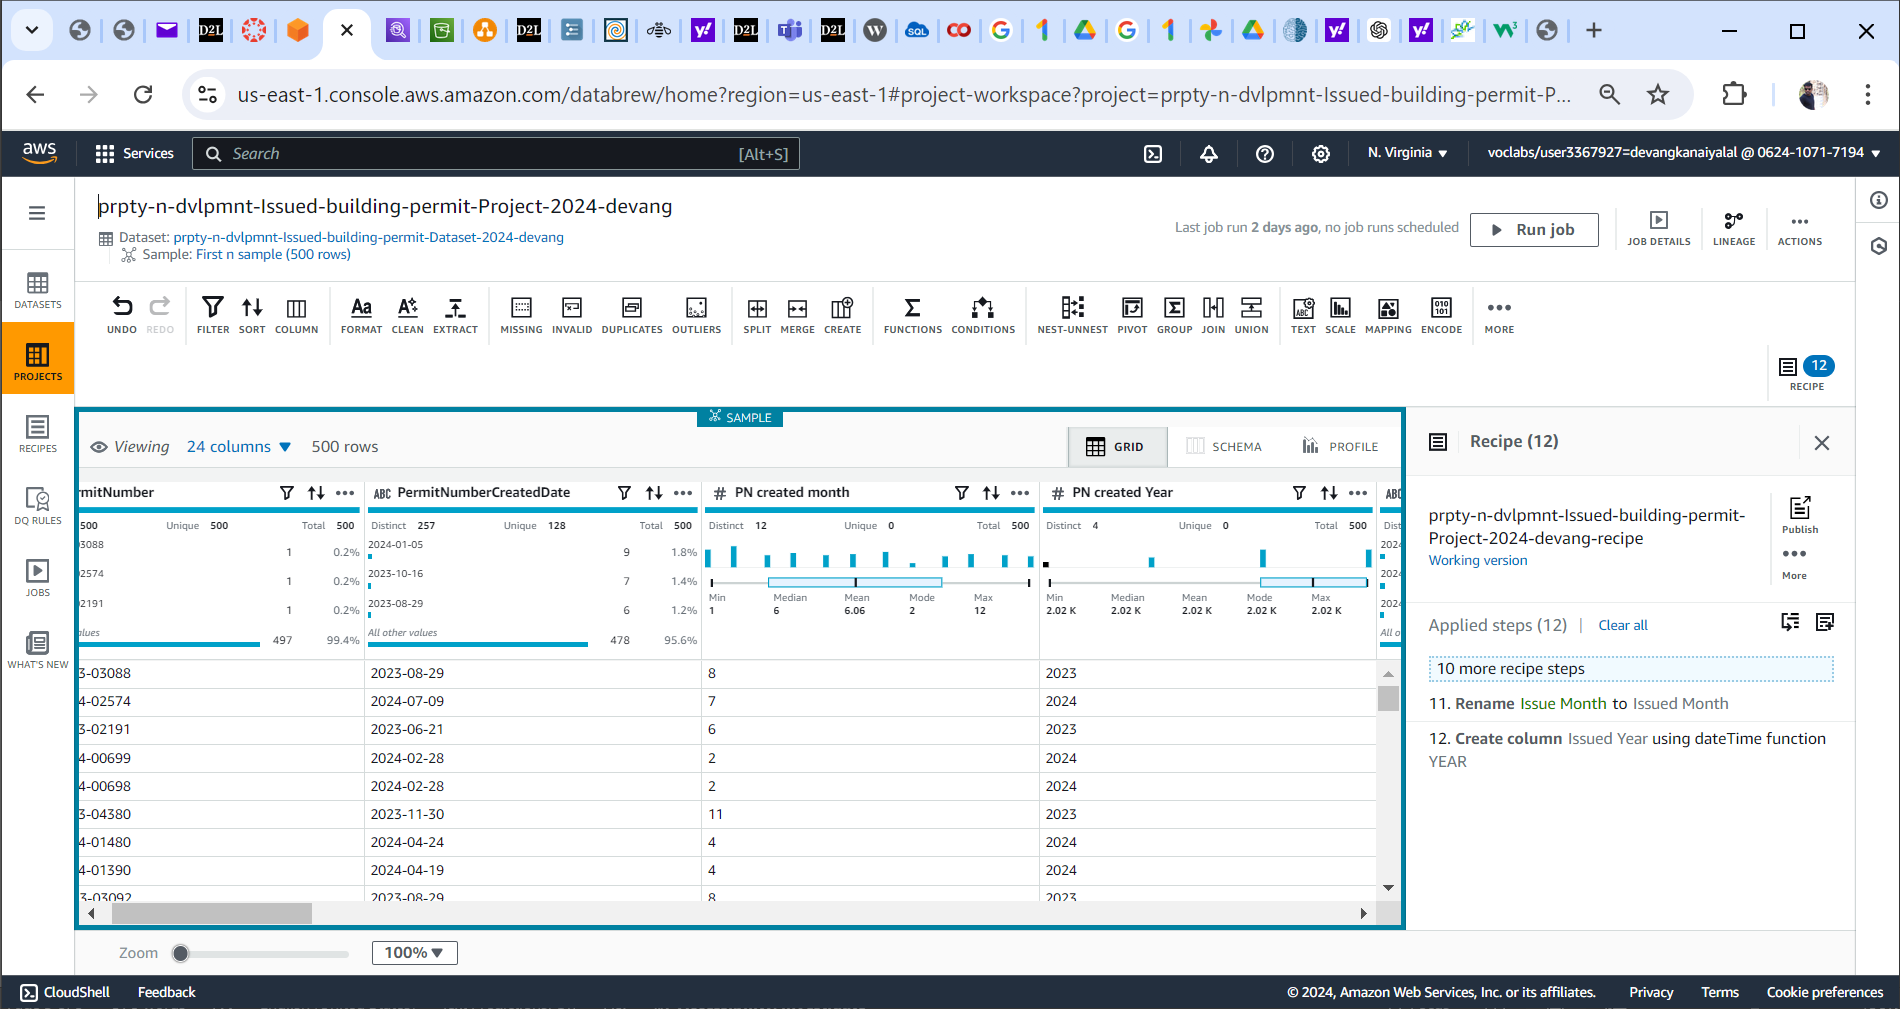 us-east-1.console.aws.amazon.com/databrew/home?region=us-east-1#project-workspace?project=prpty-n-dvlpmnt-Issued-building-permit-P...
aws Services Search [Alt+S] N. Virginia voclabs/user3367927=devangkanaiyalal @ 0624-1071-7194
prpty-n-dvlpmnt-Issued-building-permit-Project-2024-devang
Dataset: prpty-n-dvlpmnt-Issued-building-permit-Dataset-2024-devang
Sample: First n sample (500 rows)
Last job run 2 days ago, no job runs scheduled
Run job
JOB DETAILS LINEAGE ACTIONS
DATASETS
PROJECTS
RECIPES
DQ RULES
JOBS
WHAT'S NEW
UNDO REDO FILTER SORT COLUMN FORMAT CLEAN EXTRACT MISSING INVALID DUPLICATES OUTLIERS SPLIT MERGE CREATE FUNCTIONS CONDITIONS NEST-UNNEST PIVOT GROUP JOIN UNION TEXT SCALE MAPPING ENCODE MORE
12
RECIPE
SAMPLE
Viewing 24 columns 500 rows
GRID SCHEMA PROFILE
rmitNumber ABC PermitNumberCreatedDate # PN created month # PN created Year ABC
500 Unique 500 Total 500 Distinct 257 Unique 128 Total 500 Distinct 12 Unique 0 Total 500 Distinct 4 Unique 0 Total 500 Dist
03088 1 0.2% 2024-01-05 9 1.8% 2024
02574 1 0.2% 2023-10-16 7 1.4% 2024
02191 1 0.2% 2023-08-29 6 1.2% 2024
alues 497 99.4% All other values 478 95.6% All o
Min Median Mean Mode Max
1 6 6.06 2 12
Min Median Mean Mode Max
2.02 K 2.02 K 2.02 K 2.02 K 2.02 K
3-03088 2023-08-29 8 2023
4-02574 2024-07-09 7 2024
3-02191 2023-06-21 6 2023
4-00699 2024-02-28 2 2024
4-00698 2024-02-28 2 2024
3-04380 2023-11-30 11 2023
4-01480 2024-04-24 4 2024
4-01390 2024-04-19 4 2024
3-03092 2023-08-29 8 2023
Zoom 100%
Recipe (12)
prpty-n-dvlpmnt-Issued-building-permit-
Project-2024-devang-recipe
Working version
Publish
More
Applied steps (12) | Clear all
10 more recipe steps
11. Rename Issue Month to Issued Month
12. Create column Issued Year using dateTime function
YEAR
CloudShell Feedback © 2024, Amazon Web Services, Inc. or its affiliates. Privacy Terms Cookie preferences